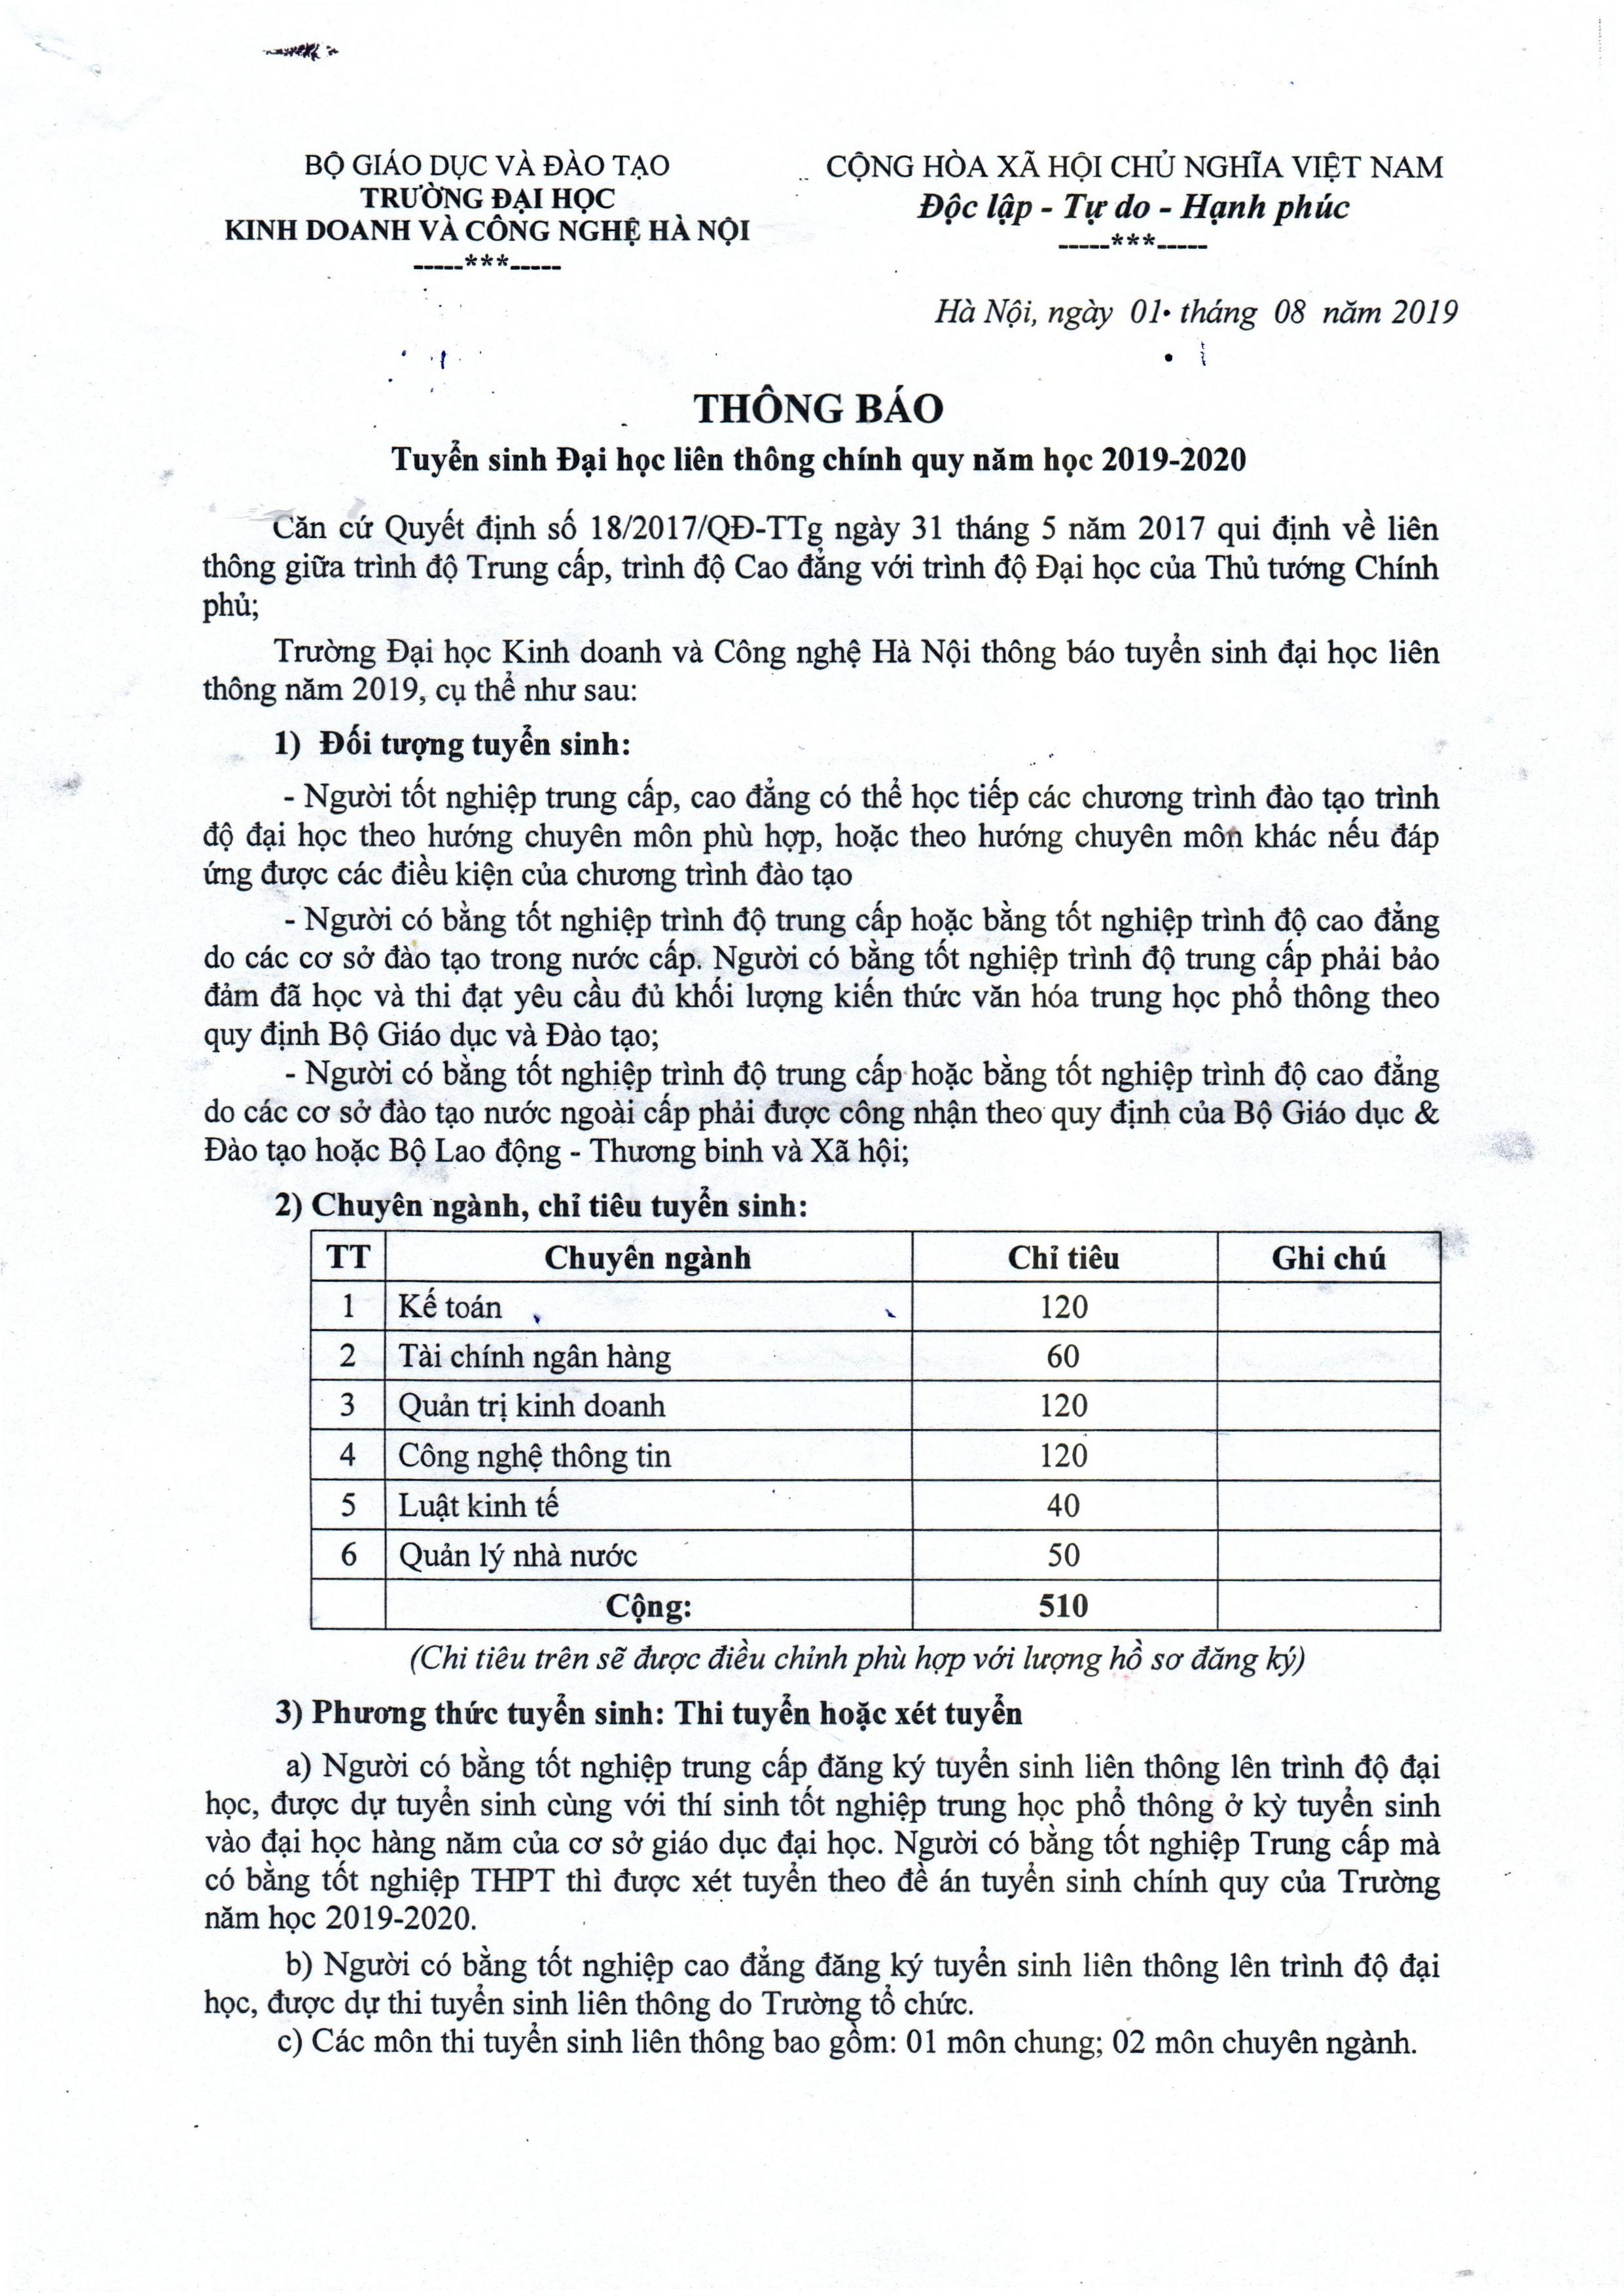 BỘ GIÁO DỤC VÀ ĐÀO TẠO
TRƯỜNG ĐẠI HỌC
KINH DOANH VÀ CÔNG NGHỆ HÀ NỘI
-----***-----
CỘNG HÒA XÃ HỘI CHỦ NGHĨA VIỆT NAM
Độc lập - Tự do - Hạnh phúc
-----***-----
Hà Nội, ngày 01 tháng 08 năm 2019
THÔNG BÁO
Tuyển sinh Đại học liên thông chính quy năm học 2019-2020
Căn cứ Quyết định số 18/2017/QĐ-TTg ngày 31 tháng 5 năm 2017 qui định về liên
thông giữa trình độ Trung cấp, trình độ Cao đẳng với trình độ Đại học của Thủ tướng Chính
phủ;
Trường Đại học Kinh doanh và Công nghệ Hà Nội thông báo tuyển sinh đại học liên
thông năm 2019, cụ thể như sau:
1) Đối tượng tuyển sinh:
- Người tốt nghiệp trung cấp, cao đẳng có thể học tiếp các chương trình đào tạo trình
độ đại học theo hướng chuyên môn phù hợp, hoặc theo hướng chuyên môn khác nếu đáp
ứng được các điều kiện của chương trình đào tạo
- Người có bằng tốt nghiệp trình độ trung cấp hoặc bằng tốt nghiệp trình độ cao đẳng
do các cơ sở đào tạo trong nước cấp. Người có bằng tốt nghiệp trình độ trung cấp phải bảo
đảm đã học và thi đạt yêu cầu đủ khối lượng kiến thức văn hóa trung học phổ thông theo
quy định Bộ Giáo dục và Đào tạo;
- Người có bằng tốt nghiệp trình độ trung cấp hoặc bằng tốt nghiệp trình độ cao đẳng
do các cơ sở đào tạo nước ngoài cấp phải được công nhận theo quy định của Bộ Giáo dục &
Đào tạo hoặc Bộ Lao động - Thương binh và Xã hội;
2) Chuyên ngành, chỉ tiêu tuyển sinh:
TT Chuyên ngành Chỉ tiêu Ghi chú
1 Kế toán 120
2 Tài chính ngân hàng 60
3 Quản trị kinh doanh 120
4 Công nghệ thông tin 120
5 Luật kinh tế 40
6 Quản lý nhà nước 50
Cộng: 510
(Chi tiêu trên sẽ được điều chỉnh phù hợp với lượng hồ sơ đăng ký)
3) Phương thức tuyển sinh: Thi tuyển hoặc xét tuyển
a) Người có bằng tốt nghiệp trung cấp đăng ký tuyển sinh liên thông lên trình độ đại
học, được dự tuyển sinh cùng với thí sinh tốt nghiệp trung học phổ thông ở kỳ tuyển sinh
vào đại học hàng năm của cơ sở giáo dục đại học. Người có bằng tốt nghiệp Trung cấp mà
có bằng tốt nghiệp THPT thì được xét tuyển theo đề án tuyển sinh chính quy của Trường
năm học 2019-2020.
b) Người có bằng tốt nghiệp cao đẳng đăng ký tuyển sinh liên thông lên trình độ đại
học, được dự thi tuyển sinh liên thông do Trường tổ chức.
c) Các môn thi tuyển sinh liên thông bao gồm: 01 môn chung; 02 môn chuyên ngành.